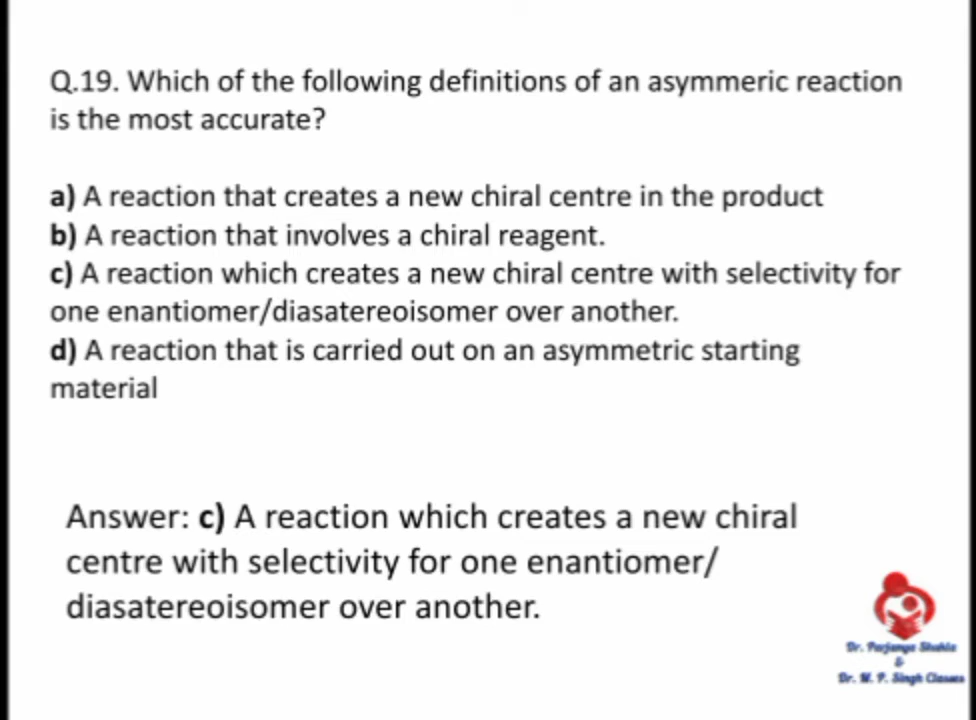 Q.19. Which of the following definitions of an asymmeric reaction
is the most accurate?
a) A reaction that creates a new chiral centre in the product
b) A reaction that involves a chiral reagent.
c) A reaction which creates a new chiral centre with selectivity for
one enantiomer/diasatereoisomer over another.
d) A reaction that is carried out on an asymmetric starting
material
Answer: c) A reaction which creates a new chiral
centre with selectivity for one enantiomer/
diasatereoisomer over another.
Dr. Parjanya Shukla
&
Dr. M. P. Singh Classes